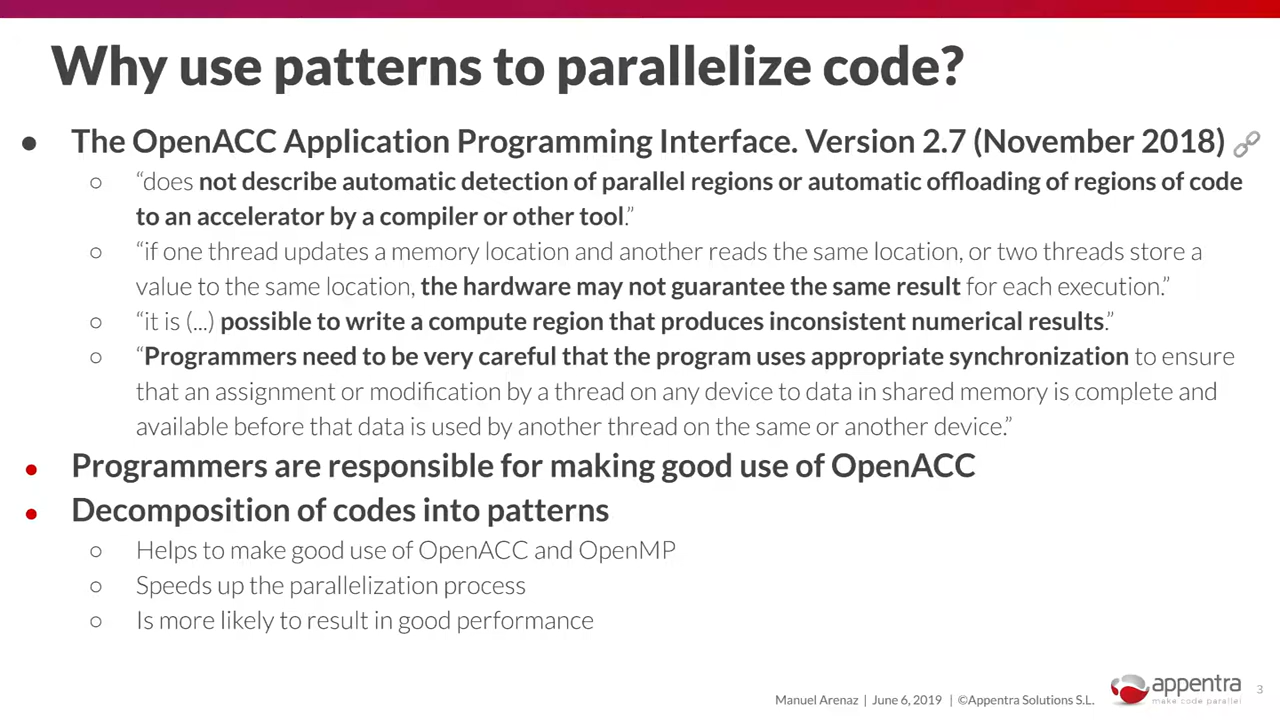 Why use patterns to parallelize code?
● The OpenACC Application Programming Interface. Version 2.7 (November 2018)
○ “does not describe automatic detection of parallel regions or automatic offloading of regions of code
to an accelerator by a compiler or other tool.”
○ “if one thread updates a memory location and another reads the same location, or two threads store a
value to the same location, the hardware may not guarantee the same result for each execution.”
○ “it is (...) possible to write a compute region that produces inconsistent numerical results.”
○ “Programmers need to be very careful that the program uses appropriate synchronization to ensure
that an assignment or modification by a thread on any device to data in shared memory is complete and
available before that data is used by another thread on the same or another device.”
● Programmers are responsible for making good use of OpenACC
● Decomposition of codes into patterns
○ Helps to make good use of OpenACC and OpenMP
○ Speeds up the parallelization process
○ Is more likely to result in good performance
Manuel Arenaz | June 6, 2019 | ©Appentra Solutions S.L.
appentra
make code parallel
3